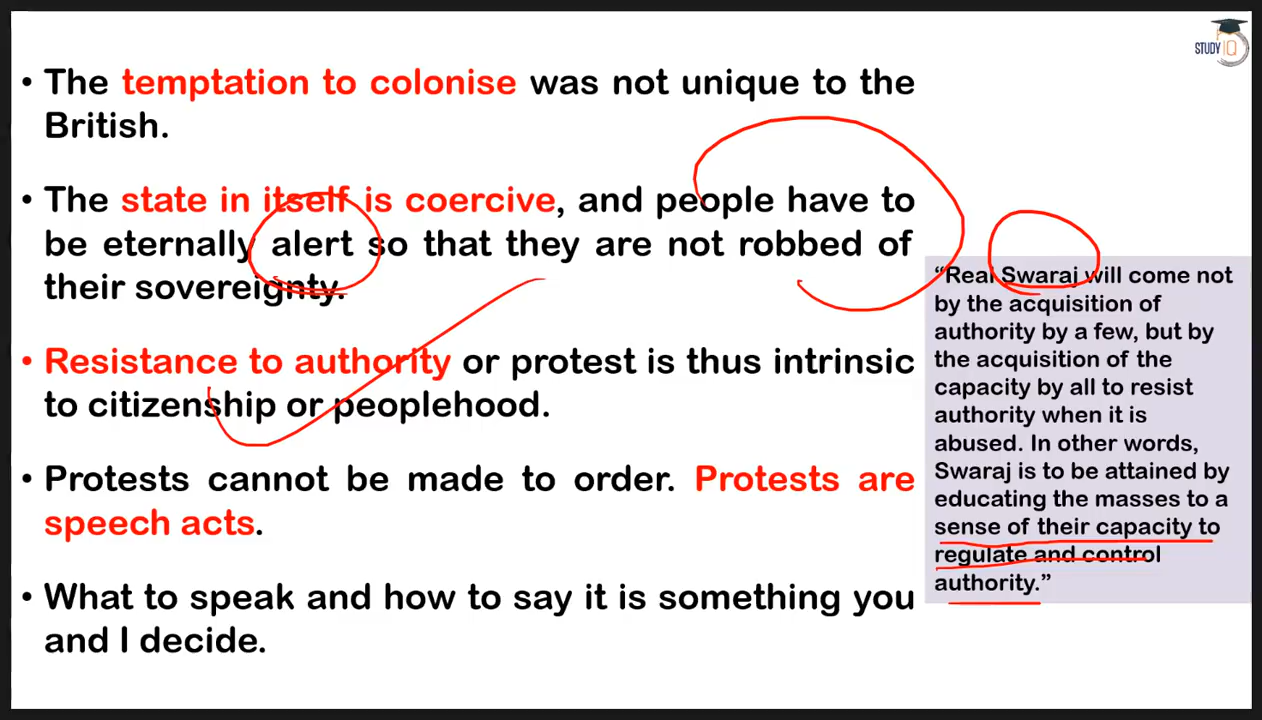 • The temptation to colonise was not unique to the
British.
• The state in itself is coercive, and people have to
be eternally alert so that they are not robbed of
their sovereignty.
• Resistance to authority or protest is thus intrinsic
to citizenship or peoplehood.
• Protests cannot be made to order. Protests are
speech acts.
• What to speak and how to say it is something you
and I decide.
STUDY IQ
“Real Swaraj will come not
by the acquisition of
authority by a few, but by
the acquisition of the
capacity by all to resist
authority when it is
abused. In other words,
Swaraj is to be attained by
educating the masses to a
sense of their capacity to
regulate and control
authority.”